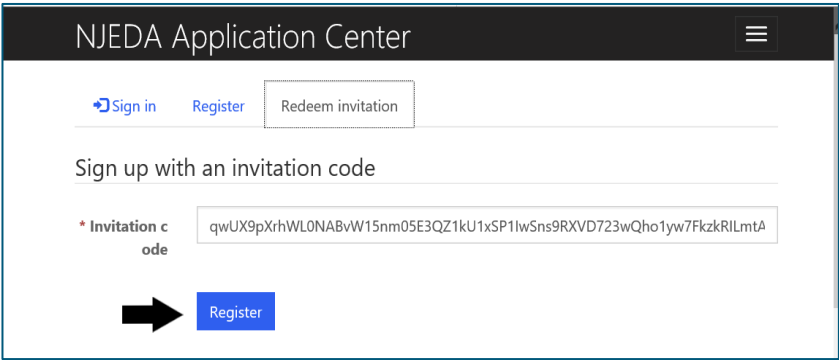 NJEDA Application Center
Sign in
Register
Redeem invitation
Sign up with an invitation code
* Invitation c
ode
qwUX9pXrhWL0NABvW15nm05E3QZ1kU1xSP1IwSns9RXVD723wQho1yw7FkzkRILmtA
Register